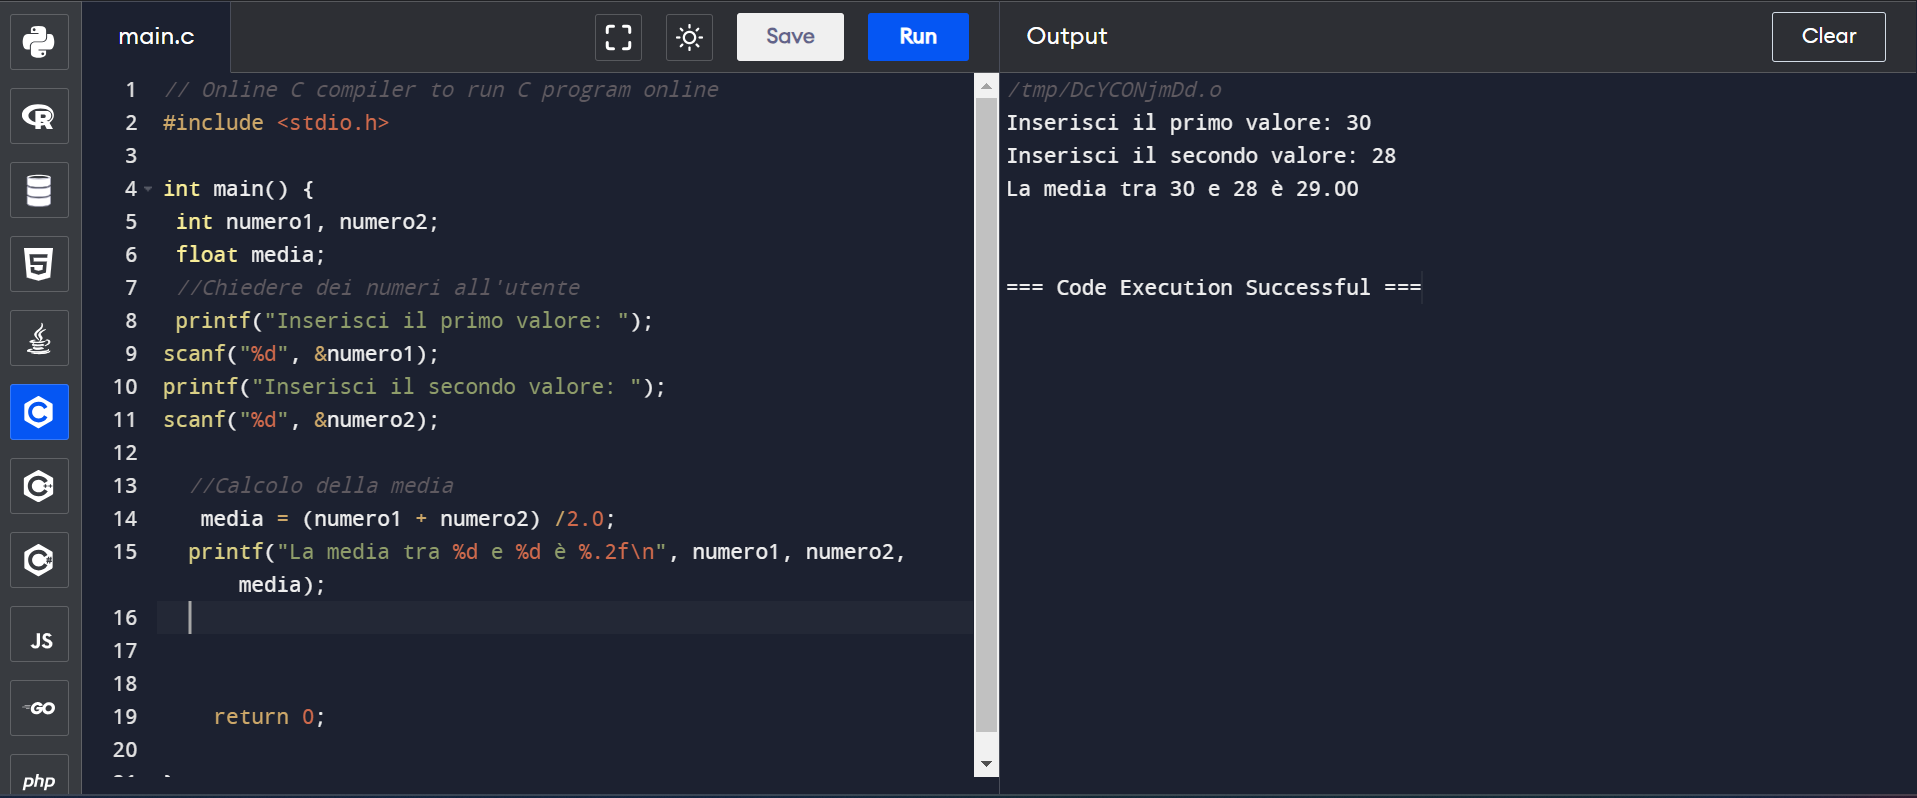 main.c
Save
Run
Output
Clear
1 // Online C compiler to run C program online
2 #include <stdio.h>
3
4 int main() {
5 int numero1, numero2;
6 float media;
7 //Chiedere dei numeri all'utente
8 printf("Inserisci il primo valore: ");
9 scanf("%d", &numero1);
10 printf("Inserisci il secondo valore: ");
11 scanf("%d", &numero2);
12
13 //Calcolo della media
14 media = (numero1 + numero2) /2.0;
15 printf("La media tra %d e %d è %.2f\n", numero1, numero2,
media);
16
17
18
19 return 0;
20
/tmp/DcYCONjmDd.o
Inserisci il primo valore: 30
Inserisci il secondo valore: 28
La media tra 30 e 28 è 29.00
=== Code Execution Successful ===
R
5
C
C++
C#
JS
GO
php